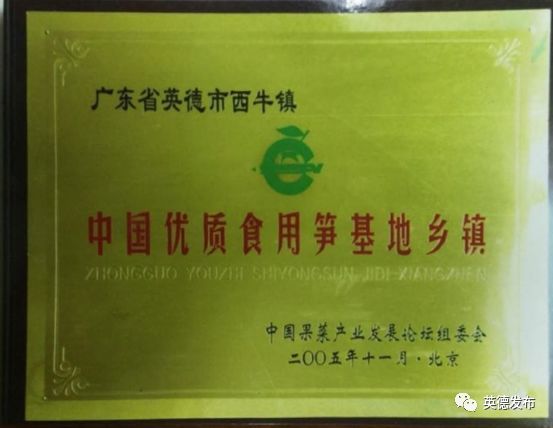 广东省英德市西牛镇
中国优质食用笋基地乡镇
ZHONGGUO YOUZHI SHIYONGSUN JIDI XIANGZHEN
中国果菜产业发展论坛组委会
二〇〇五年十一月·北京
英德发布